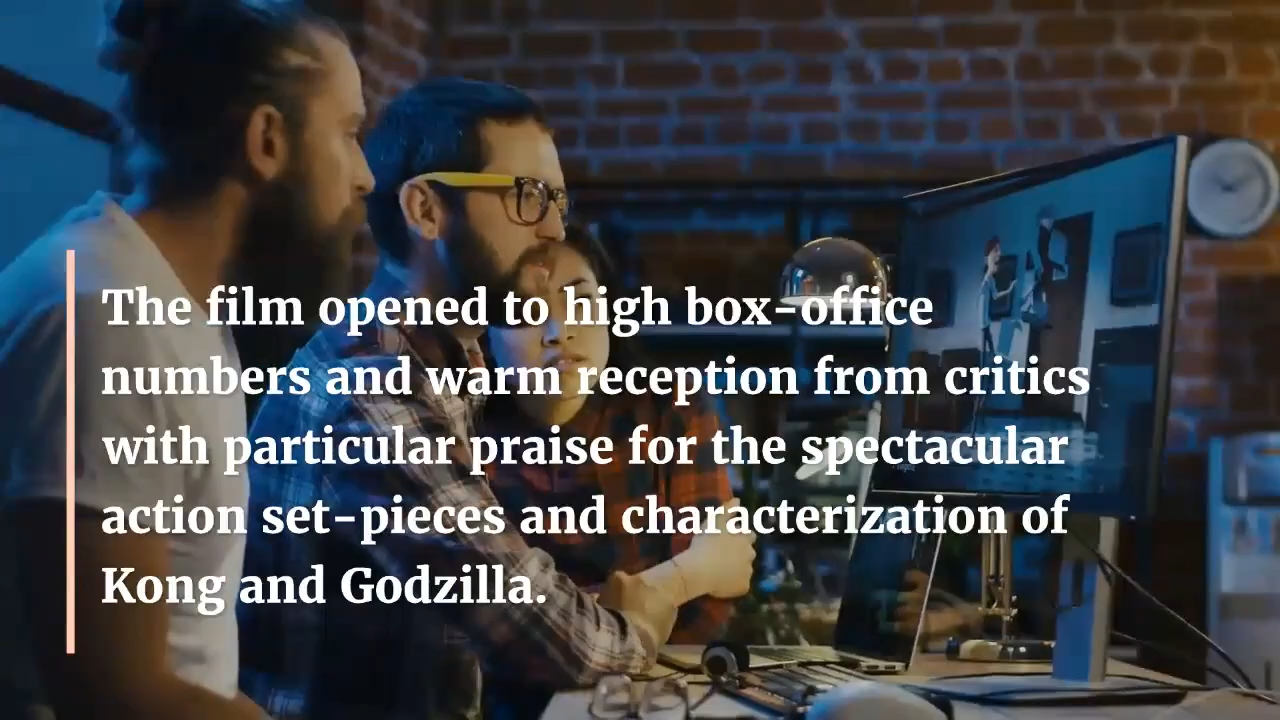 The film opened to high box-office
numbers and warm reception from critics
with particular praise for the spectacular
action set-pieces and characterization of
Kong and Godzilla.